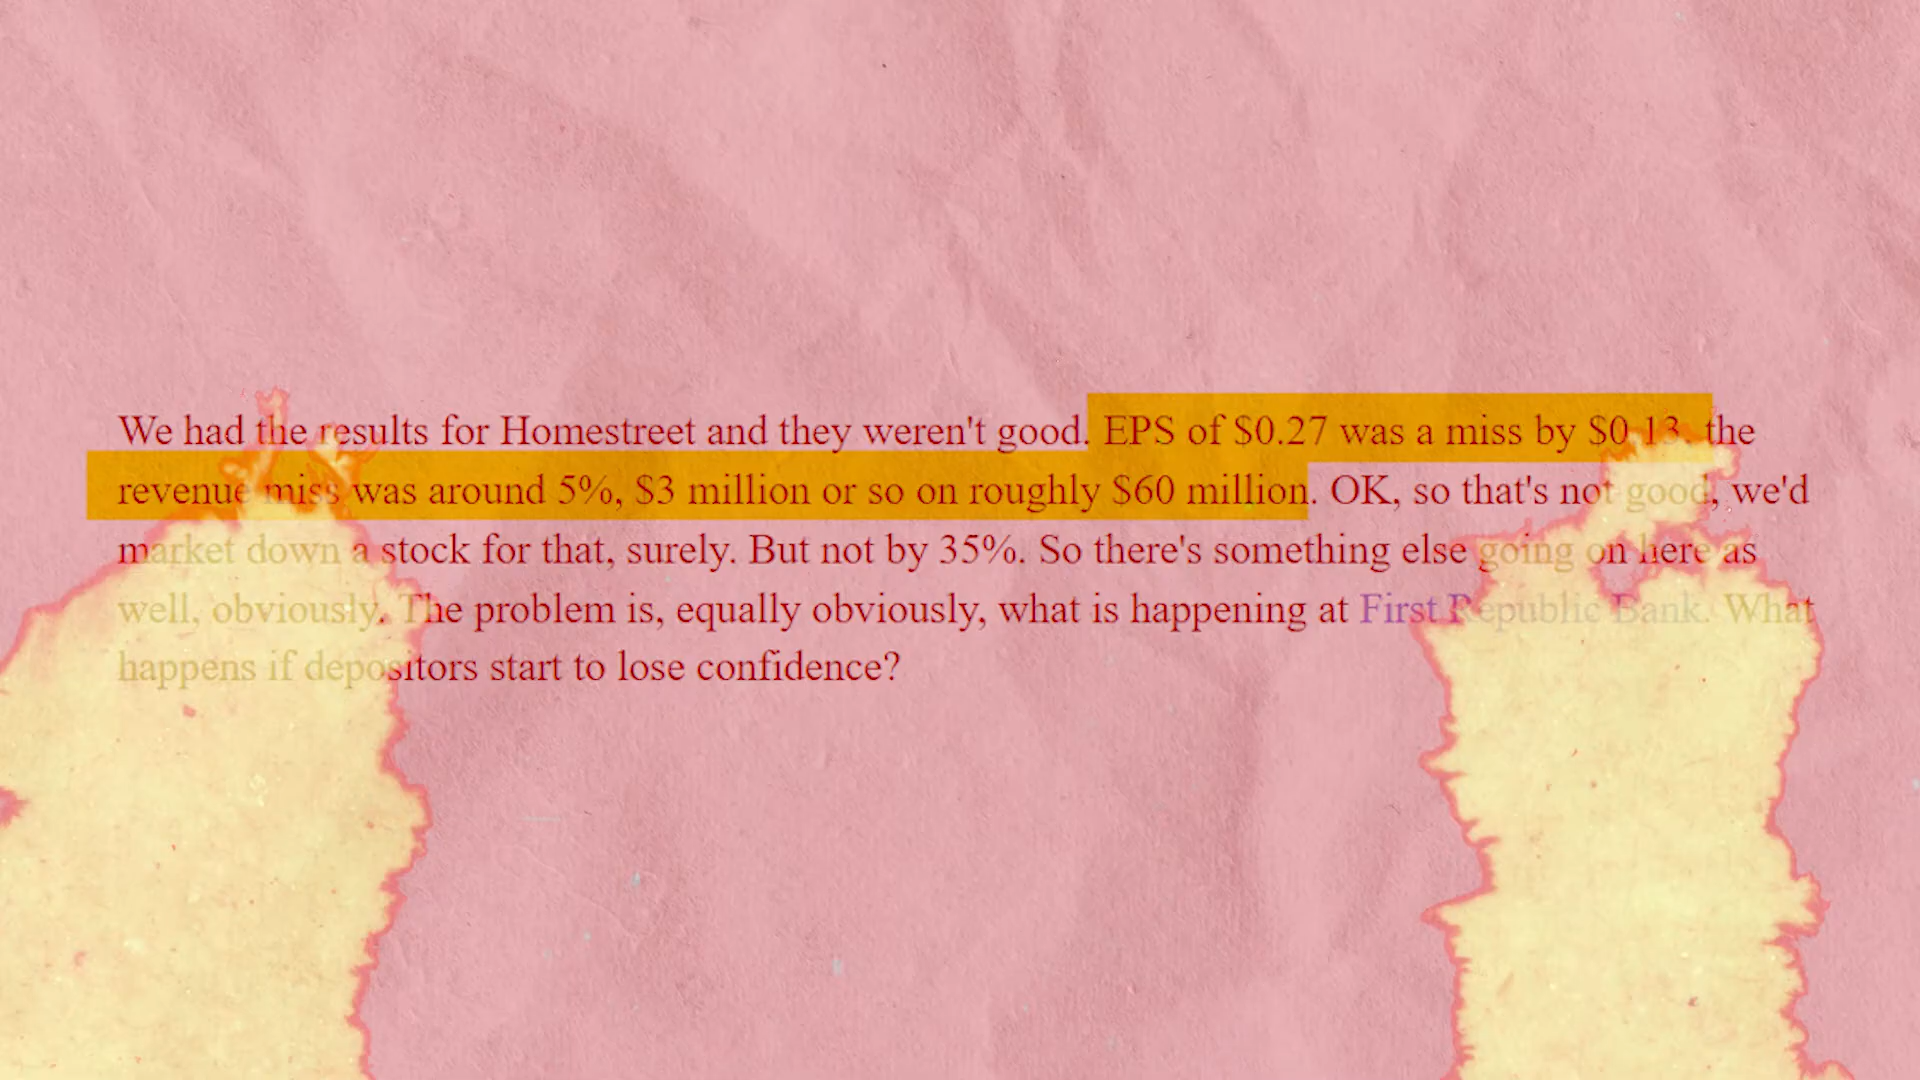 We had the results for Homestreet and they weren't good. EPS of $0.27 was a miss by $0.13. the
revenue miss was around 5%, $3 million or so on roughly $60 million. OK, so that's not good, we'd
market down a stock for that, surely. But not by 35%. So there's something else going on here as
well, obviously. The problem is, equally obviously, what is happening at First Republic Bank. What
happens if depositors start to lose confidence?